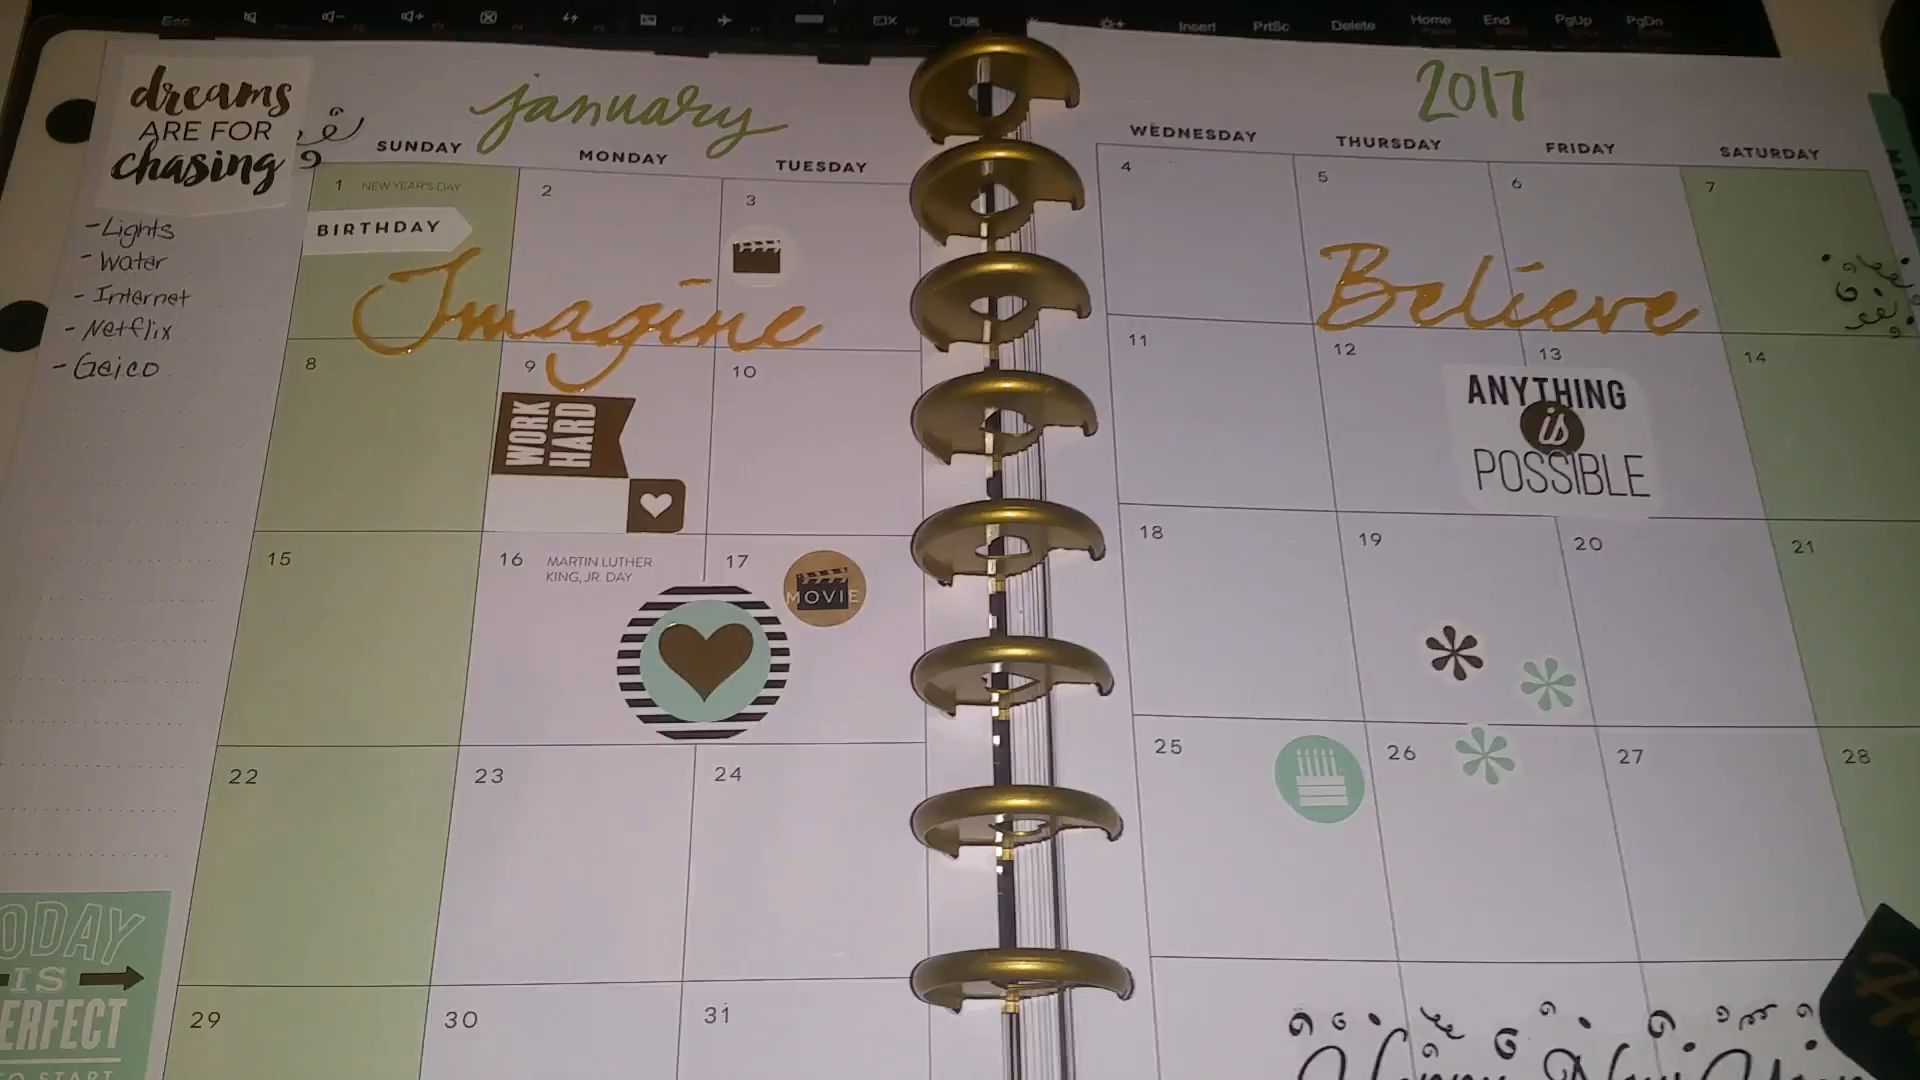 Esc
Insert PrtSc Delete Home End PgUp PgDn
dreams
ARE FOR
chasing
- Lights
- Water
- Internet
- Netflix
- Geico
january
2017
SUNDAY MONDAY TUESDAY WEDNESDAY THURSDAY FRIDAY SATURDAY
1 NEW YEAR'S DAY 2 3 4 5 6 7
BIRTHDAY
Imagine Believe
8 9 10 11 12 13 14
WORK
HARD
ANYTHING
is
POSSIBLE
15 16 MARTIN LUTHER
KING, JR. DAY
17 18 19 20 21
MOVIE
22 23 24 25 26 27 28
29 30 31
ODAY
IS
ERFECT
O START
MARCH